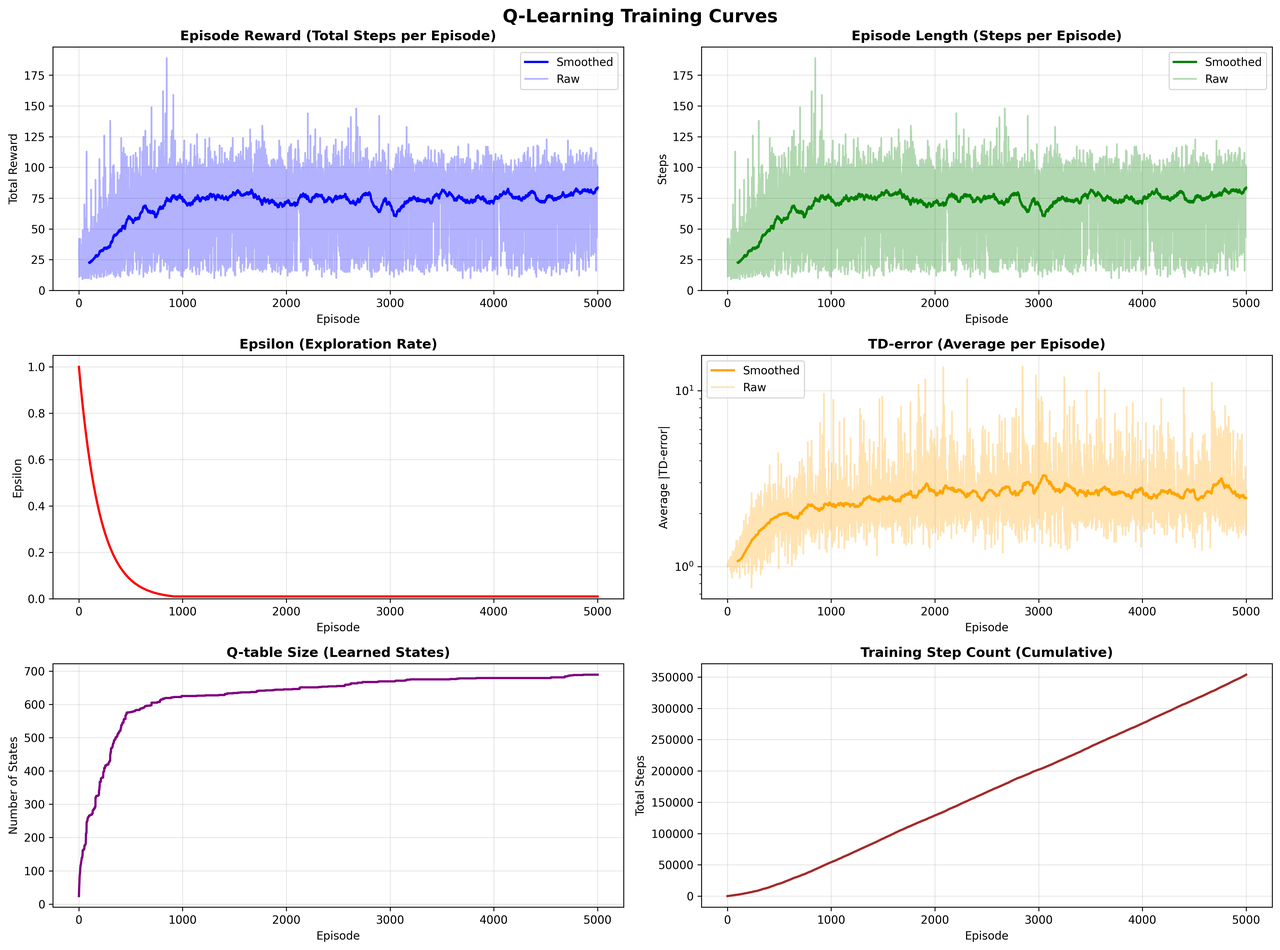 Q-Learning Training Curves
Episode Reward (Total Steps per Episode)
Total Reward
175
150
125
100
75
50
25
0
Smoothed
Raw
0 1000 2000 3000 4000 5000
Episode
Episode Length (Steps per Episode)
Steps
175
150
125
100
75
50
25
0
Smoothed
Raw
0 1000 2000 3000 4000 5000
Episode
Epsilon (Exploration Rate)
Epsilon
1.0
0.8
0.6
0.4
0.2
0.0
0 1000 2000 3000 4000 5000
Episode
TD-error (Average per Episode)
Average |TD-error|
10¹
10⁰
Smoothed
Raw
0 1000 2000 3000 4000 5000
Episode
Q-table Size (Learned States)
Number of States
700
600
500
400
300
200
100
0
0 1000 2000 3000 4000 5000
Episode
Training Step Count (Cumulative)
Total Steps
350000
300000
250000
200000
150000
100000
50000
0
0 1000 2000 3000 4000 5000
Episode